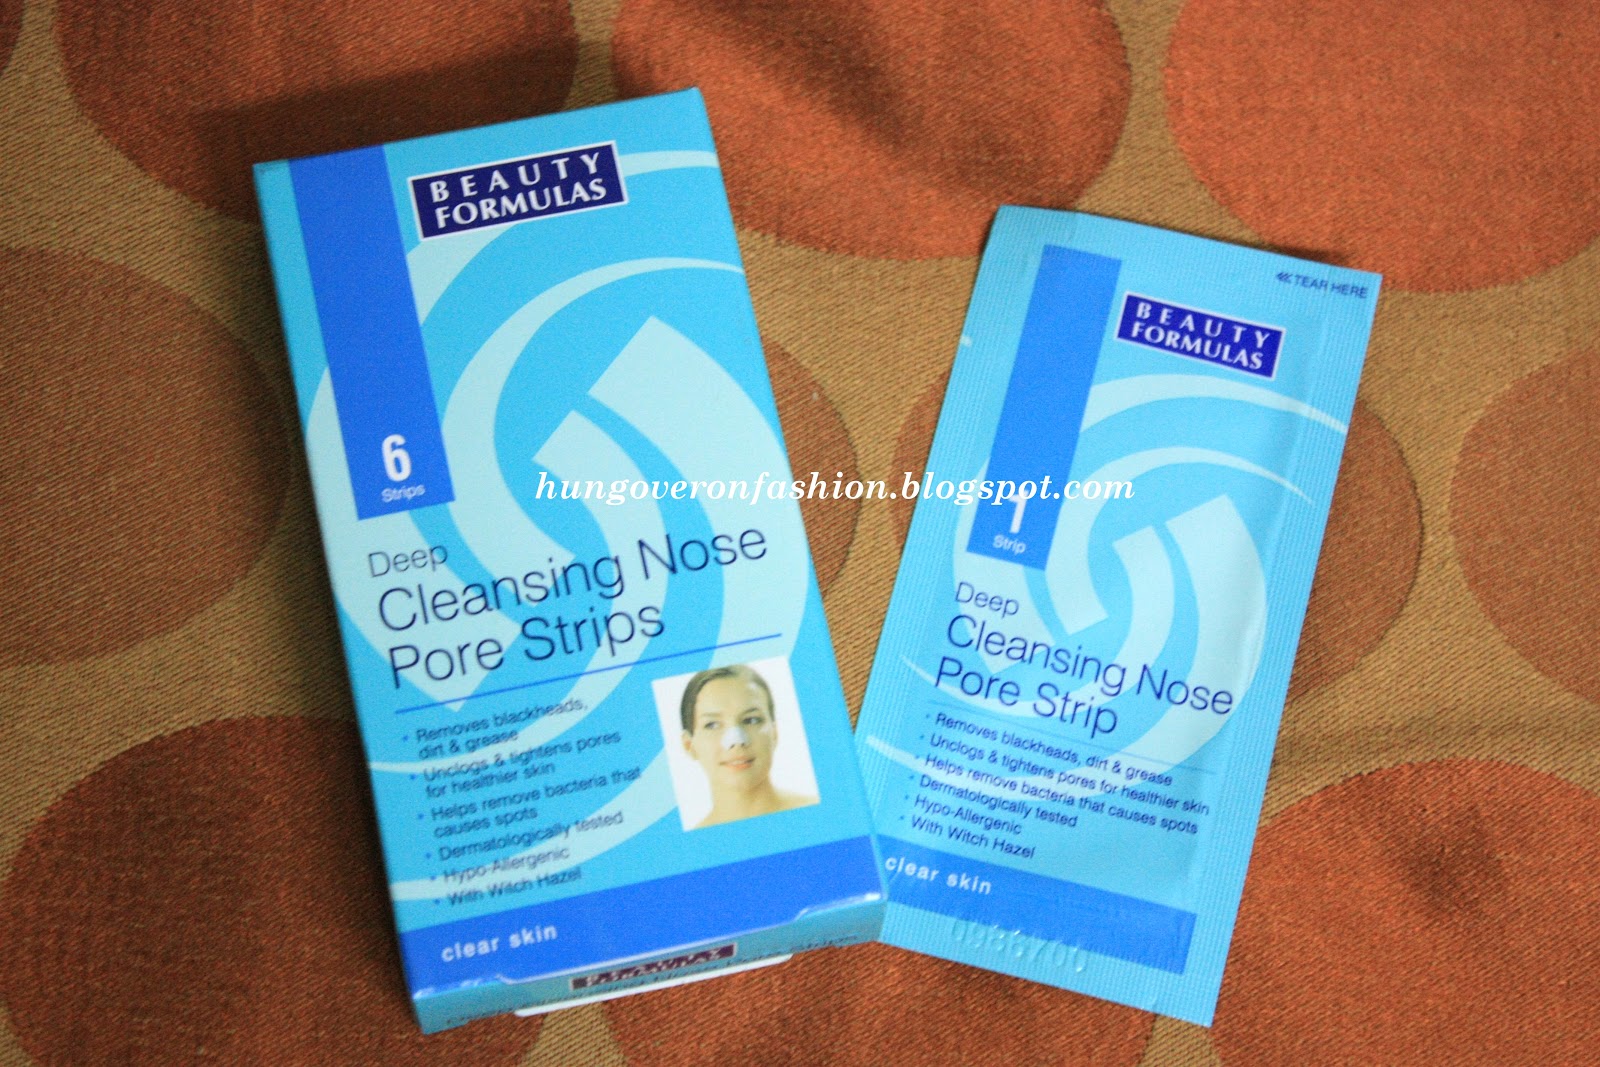 BEAUTY
FORMULAS
6
Strips
Deep
Cleansing Nose
Pore Strips
• Removes blackheads,
dirt & grease
• Unclogs & tightens pores
for healthier skin
• Helps remove bacteria that
causes spots
• Dermatologically tested
• Hypo-Allergenic
• With Witch Hazel
clear skin
hungoveronfashion.blogspot.com
TEAR HERE
BEAUTY
FORMULAS
1
Strip
Deep
Cleansing Nose
Pore Strip
• Removes blackheads, dirt & grease
• Unclogs & tightens pores for healthier skin
• Helps remove bacteria that causes spots
• Dermatologically tested
• Hypo-Allergenic
• With Witch Hazel
clear skin